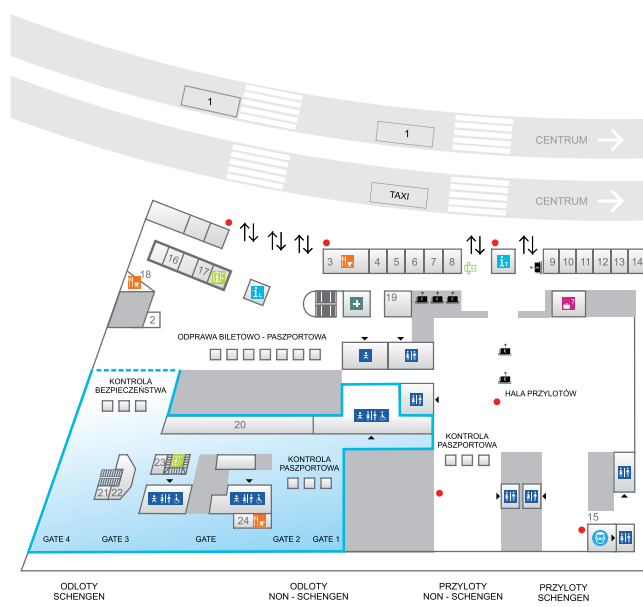 1
1
CENTRUM
TAXI
CENTRUM
3
4
5
6
7
8
9
10
11
12
13
14
16
17
18
2
19
ODPRAWA BILETOWO - PASZPORTOWA
KONTROLA
BEZPIECZEŃSTWA
HALA PRZYLOTÓW
20
KONTROLA
PASZPORTOWA
KONTROLA
PASZPORTOWA
23
21
22
24
15
GATE 4
GATE 3
GATE
GATE 2
GATE 1
ODLOTY
SCHENGEN
ODLOTY
NON - SCHENGEN
PRZYLOTY
NON - SCHENGEN
PRZYLOTY
SCHENGEN